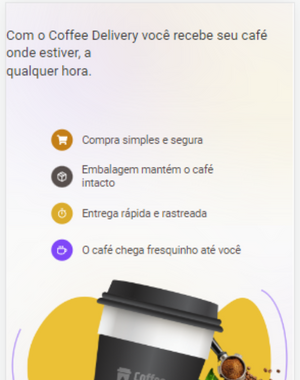 Com o Coffee Delivery você recebe seu café
onde estiver, a
qualquer hora.
Compra simples e segura
Embalagem mantém o café
intacto
Entrega rápida e rastreada
O café chega fresquinho até você
Coffee